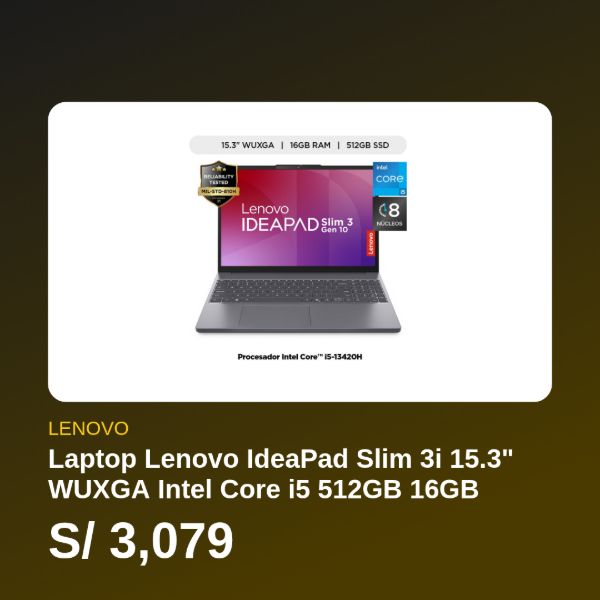 15.3" WUXGA | 16GB RAM | 512GB SSD
RELIABILITY
TESTED
MIL-STD-810H
intel
CORE
i5
8
NÚCLEOS
Lenovo
IDEAPAD Slim 3
Gen 10
Lenovo
Procesador Intel Core™ i5-13420H
LENOVO
Laptop Lenovo IdeaPad Slim 3i 15.3"
WUXGA Intel Core i5 512GB 16GB
S/ 3,079